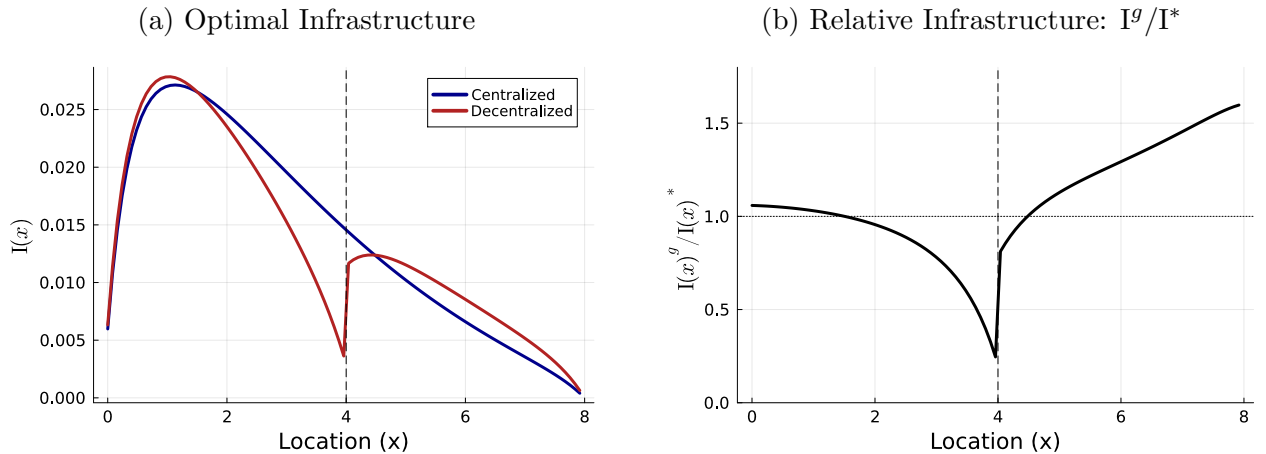 (a) Optimal Infrastructure
(b) Relative Infrastructure: I^g/I^*
Centralized
Decentralized
I(x)
0.025
0.020
0.015
0.010
0.005
0.000
0 2 4 6 8
Location (x)
I(x)^g/I(x)^*
1.5
1.0
0.5
0.0
0 2 4 6 8
Location (x)